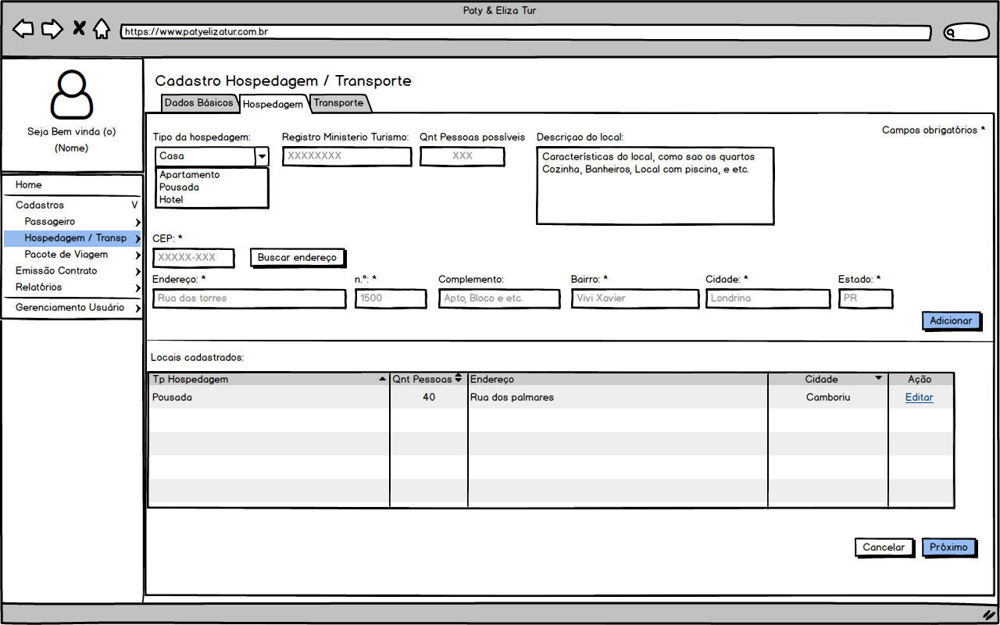 Paty & Eliza Tur
https://www.patyelizatur.com.br
Seja Bem vinda (o)
(Nome)
Home
Cadastros V
Passageiro
Hospedagem / Transp
Pacote de Viagem
Emissão Contrato
Relatórios
Gerenciamento Usuário
Cadastro Hospedagem / Transporte
Dados Básicos Hospedagem Transporte
Campos obrigatórios *
Tipo da hospedagem: Registro Ministerio Turismo: Qnt Pessoas possíveis Descriçao do local:
Casa XXXXXXXX XXX
Apartamento
Pousada
Hotel
Características do local, como sao os quartos
Cozinha, Banheiros, Local com piscina, e etc.
CEP: *
XXXXX-XXX Buscar endereço
Endereço: * n.º: * Complemento: Bairro: * Cidade: * Estado: *
Rua das torres 1500 Apto, Bloco e etc. Vivi Xavier Londrina PR
Adicionar
Locais cadastrados:
Tp Hospedagem Qnt Pessoas Endereço Cidade Ação
Pousada 40 Rua dos palmares Camboriu Editar
Cancelar Próximo